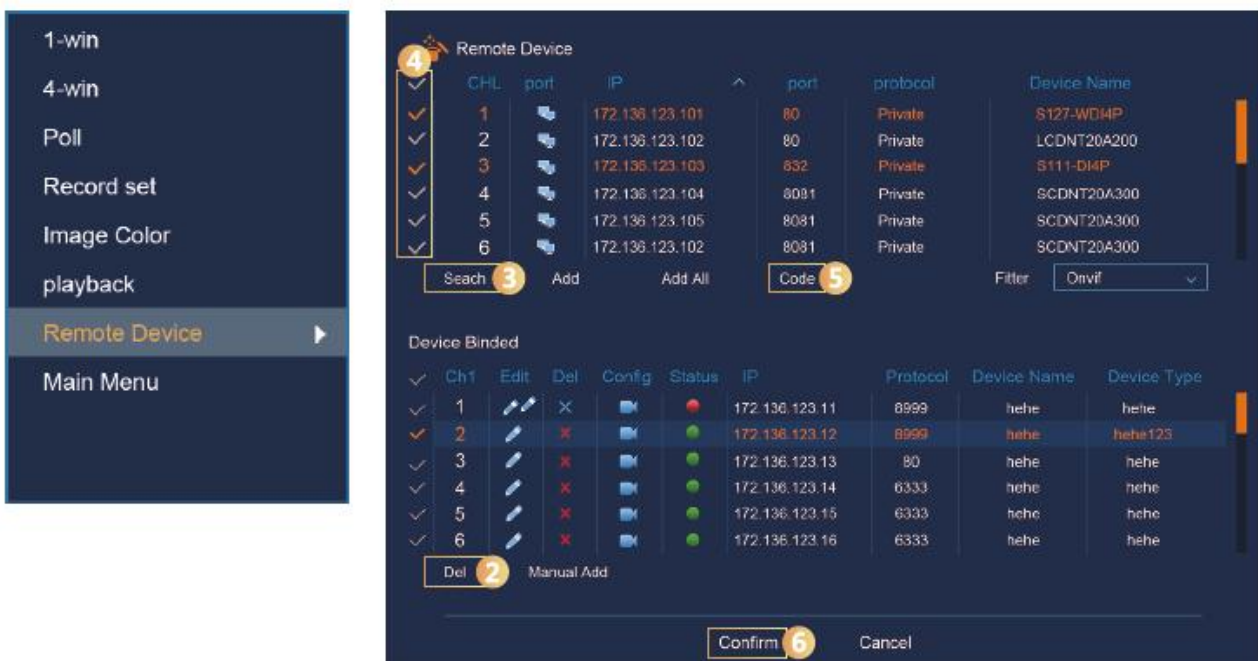 1-win
4-win
Poll
Record set
Image Color
playback
Remote Device
Main Menu
4 Remote Device
CHL port IP port protocol Device Name
1 172.136.123.101 80 Private S127-WDI4P
2 172.136.123.102 80 Private LCDNT20A200
3 172.136.123.103 832 Private S111-DI4P
4 172.136.123.104 8081 Private SCDNT20A300
5 172.136.123.105 8081 Private SCDNT20A300
6 172.136.123.102 8081 Private SCDNT20A300
Seach 3 Add Add All Code 5 Fitter Onvif
Device Binded
Ch1 Edit Del Config Status IP Protocol Device Name Device Type
1 172.136.123.11 8999 hehe hehe
2 172.136.123.12 8999 hehe hehe123
3 172.136.123.13 80 hehe hehe
4 172.136.123.14 6333 hehe hehe
5 172.136.123.15 6333 hehe hehe
6 172.136.123.16 6333 hehe hehe
Del 2 Manual Add
Confirm 6 Cancel